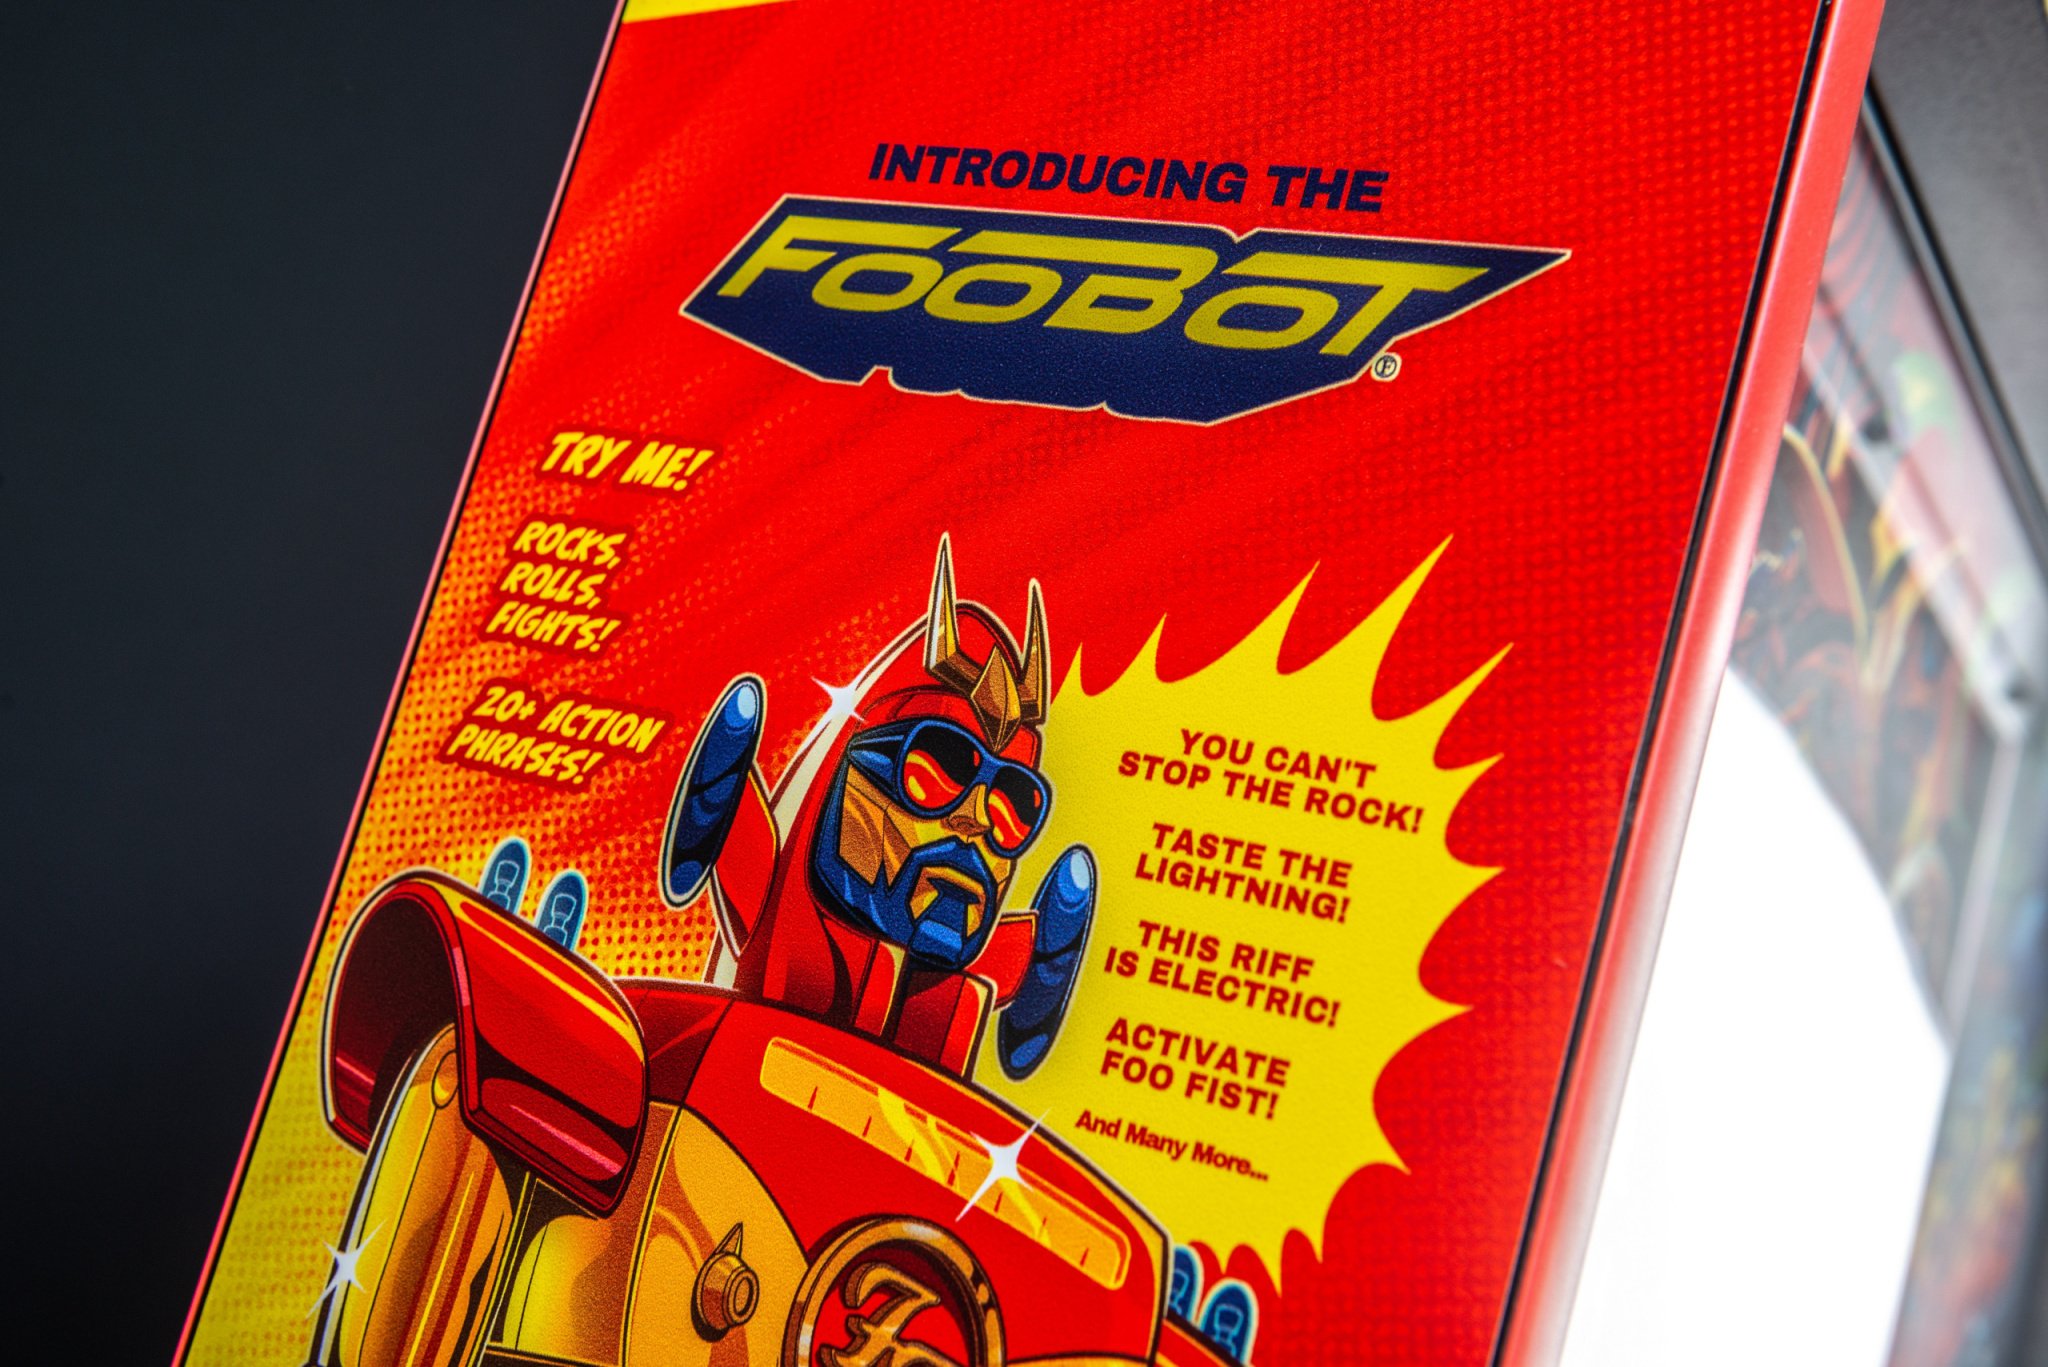 INTRODUCING THE
FOOBOT
TRY ME!
ROCKS,
ROLLS,
FIGHTS!
20+ ACTION
PHRASES!
YOU CAN'T
STOP THE ROCK!
TASTE THE
LIGHTNING!
THIS RIFF
IS ELECTRIC!
ACTIVATE
FOO FIST!
And Many More...